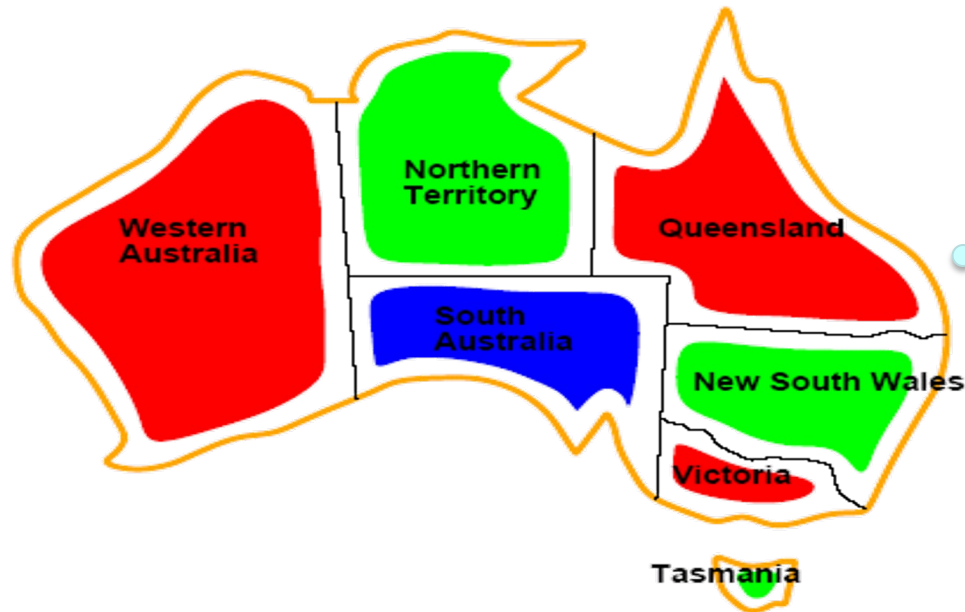 Northern
Territory
Western
Australia
Queensland
South
Australia
New South Wales
Victoria
Tasmania